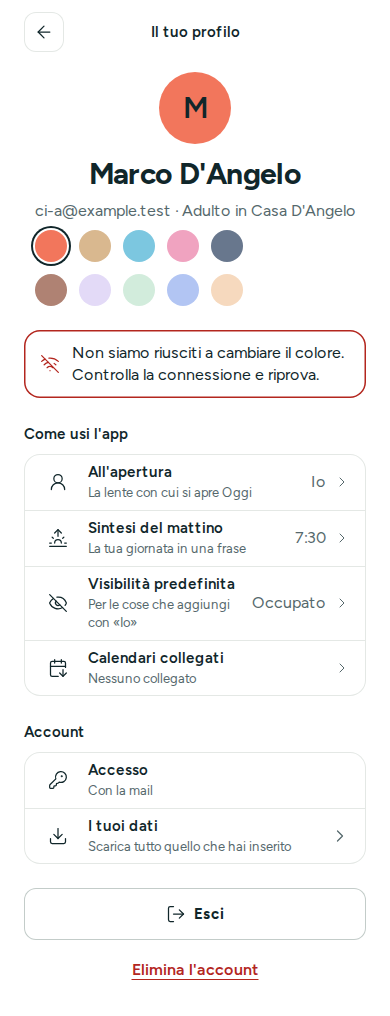 Il tuo profilo
M
Marco D'Angelo
ci-a@example.test · Adulto in Casa D'Angelo
Non siamo riusciti a cambiare il colore.
Controlla la connessione e riprova.
Come usi l'app
All'apertura
La lente con cui si apre Oggi
Io
Sintesi del mattino
La tua giornata in una frase
7:30
Visibilità predefinita
Per le cose che aggiungi
con «Io»
Occupato
Calendari collegati
Nessuno collegato
Account
Accesso
Con la mail
I tuoi dati
Scarica tutto quello che hai inserito
Esci
Elimina l'account